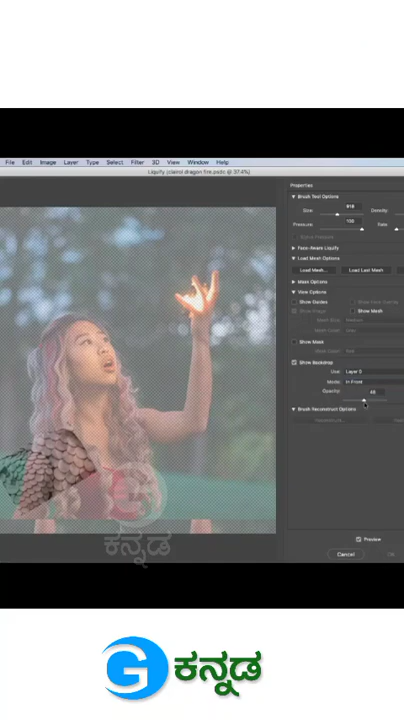 File Edit Image Layer Type Select Filter 3D View Window Help
Liquify (claird dragon fire.psdc @ 37.4%)
Properties
Brush Tool Options
Size: Density:
Pressure: 100 Rate:
Face-Aware Liquify
Load Mesh Options
Load Mesh... Load Last Mesh
Mask Options
View Options
Show Guides
Show Image Show Mesh
Show Mask
Show Backdrop
Use: Layer 0
Mode: In Front
Opacity:
Brush Reconstruct Options
Preview
Cancel OK
ಕನ್ನಡ
G ಕನ್ನಡ